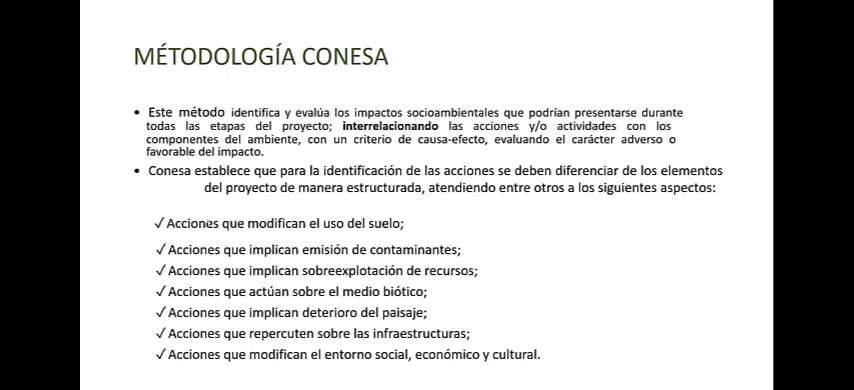 MÉTODOLOGÍA CONESA
• Este método identifica y evalúa los impactos socioambientales que podrían presentarse durante
todas las etapas del proyecto; interrelacionando las acciones y/o actividades con los
componentes del ambiente, con un criterio de causa-efecto, evaluando el carácter adverso o
favorable del impacto.
• Conesa establece que para la identificación de las acciones se deben diferenciar de los elementos
del proyecto de manera estructurada, atendiendo entre otros a los siguientes aspectos:
✓ Acciones que modifican el uso del suelo;
✓ Acciones que implican emisión de contaminantes;
✓ Acciones que implican sobreexplotación de recursos;
✓ Acciones que actúan sobre el medio biótico;
✓ Acciones que implican deterioro del paisaje;
✓ Acciones que repercuten sobre las infraestructuras;
✓ Acciones que modifican el entorno social, económico y cultural.